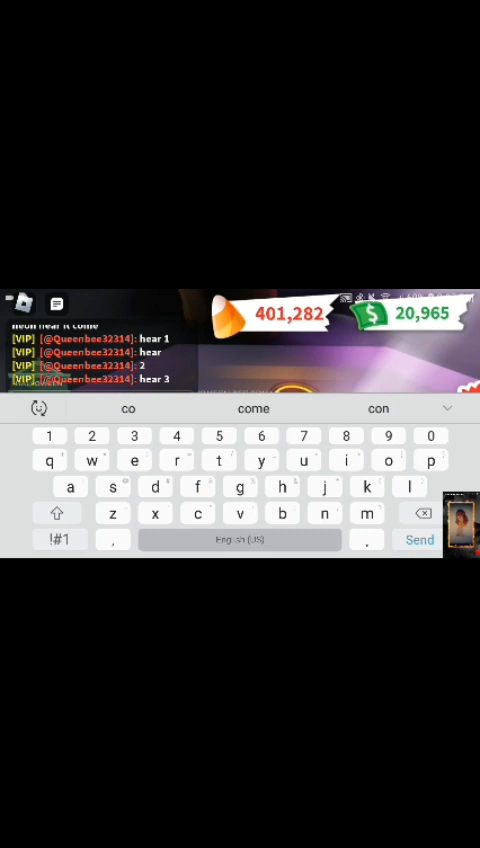 neon hear it come
401,282
20,965
[VIP] [@Queenbee32314]: hear 1
[VIP] [@Queenbee32314]: hear
[VIP] [@Queenbee32314]: 2
[VIP] [@Queenbee32314]: hear 3
co come con
1 2 3 4 5 6 7 8 9 0
q w e r t y u i o p
a s d f g h j k l
z x c v b n m
!#1 , English (US) . Send